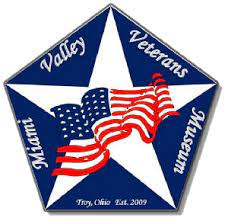 Miami
Valley
Veterans
Museum
Troy, Ohio Est. 2009